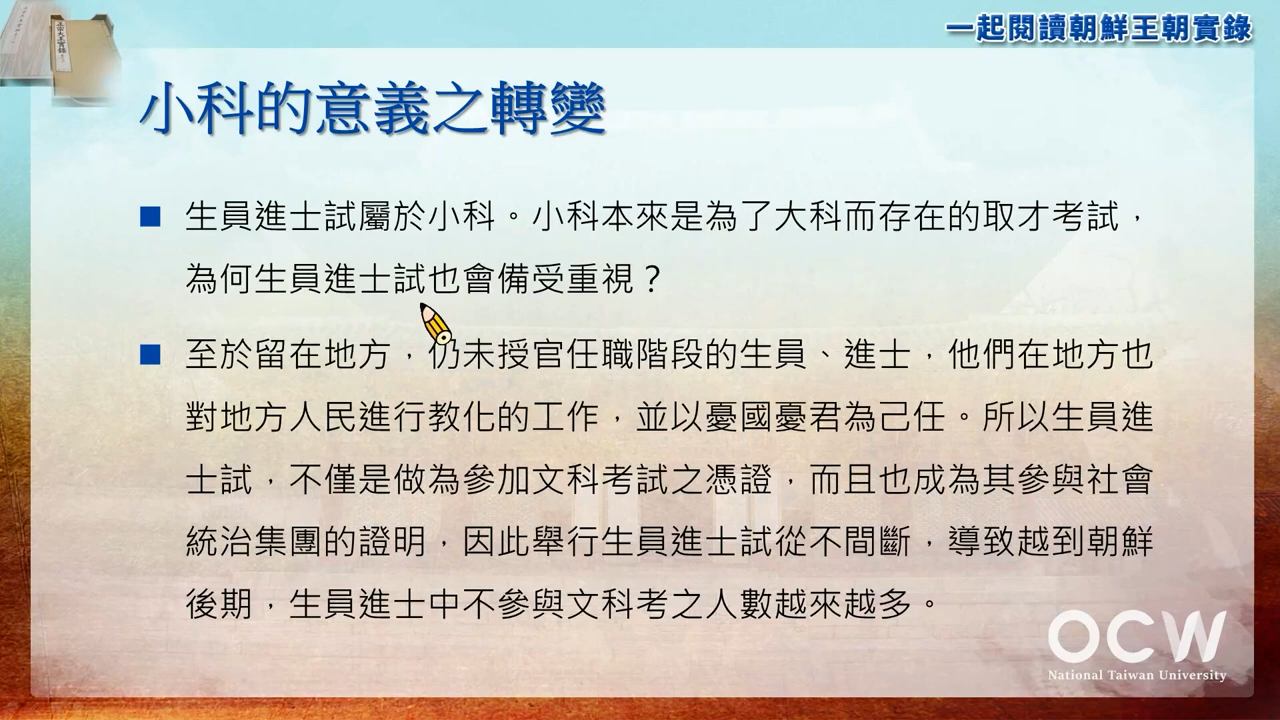 正宗大王實錄
一起閱讀朝鮮王朝實錄
小科的意義之轉變
生員進士試屬於小科。小科本來是為了大科而存在的取才考試，
為何生員進士試也會備受重視？
至於留在地方，仍未授官任職階段的生員、進士，他們在地方也
對地方人民進行教化的工作，並以憂國憂君為己任。所以生員進
士試，不僅是做為參加文科考試之憑證，而且也成為其參與社會
統治集團的證明，因此舉行生員進士試從不間斷，導致越到朝鮮
後期，生員進士中不參與文科考之人數越來越多。
OCW
National Taiwan University